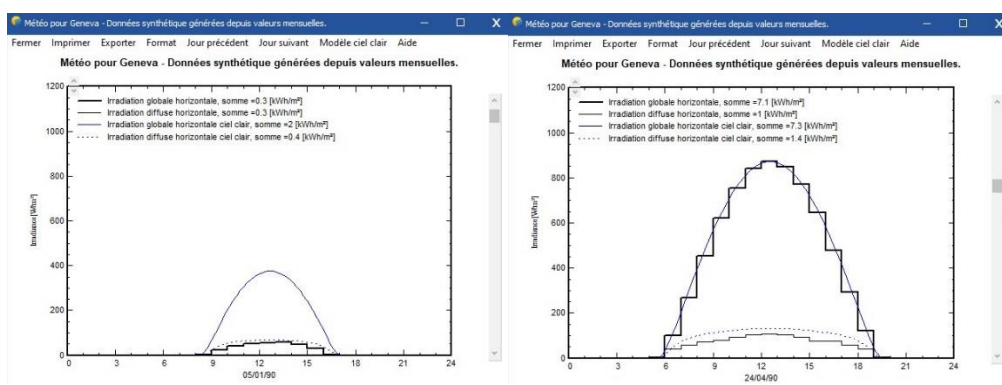 Météo pour Geneva - Données synthétique générées depuis valeurs mensuelles.
Fermer Imprimer Exporter Format Jour précédent Jour suivant Modèle ciel clair Aide
Météo pour Geneva - Données synthétique générées depuis valeurs mensuelles.
Irradiation globale horizontale, somme =0.3 [kWh/m²]
Irradiation diffuse horizontale, somme =0.3 [kWh/m²]
Irradiation globale horizontale ciel clair, somme =2 [kWh/m²]
Irradiation diffuse horizontale ciel clair, somme =0.4 [kWh/m²]
1200
1000
800
600
400
200
0
Irradiance[W/m²]
0 3 6 9 12 15 18 21 24
05/01/90
Météo pour Geneva - Données synthétique générées depuis valeurs mensuelles.
Fermer Imprimer Exporter Format Jour précédent Jour suivant Modèle ciel clair Aide
Météo pour Geneva - Données synthétique générées depuis valeurs mensuelles.
Irradiation globale horizontale, somme =7.1 [kWh/m²]
Irradiation diffuse horizontale, somme =1 [kWh/m²]
Irradiation globale horizontale ciel clair, somme =7.3 [kWh/m²]
Irradiation diffuse horizontale ciel clair, somme =1.4 [kWh/m²]
1200
1000
800
600
400
200
0
Irradiance[W/m²]
0 3 6 9 12 15 18 21 24
24/04/90